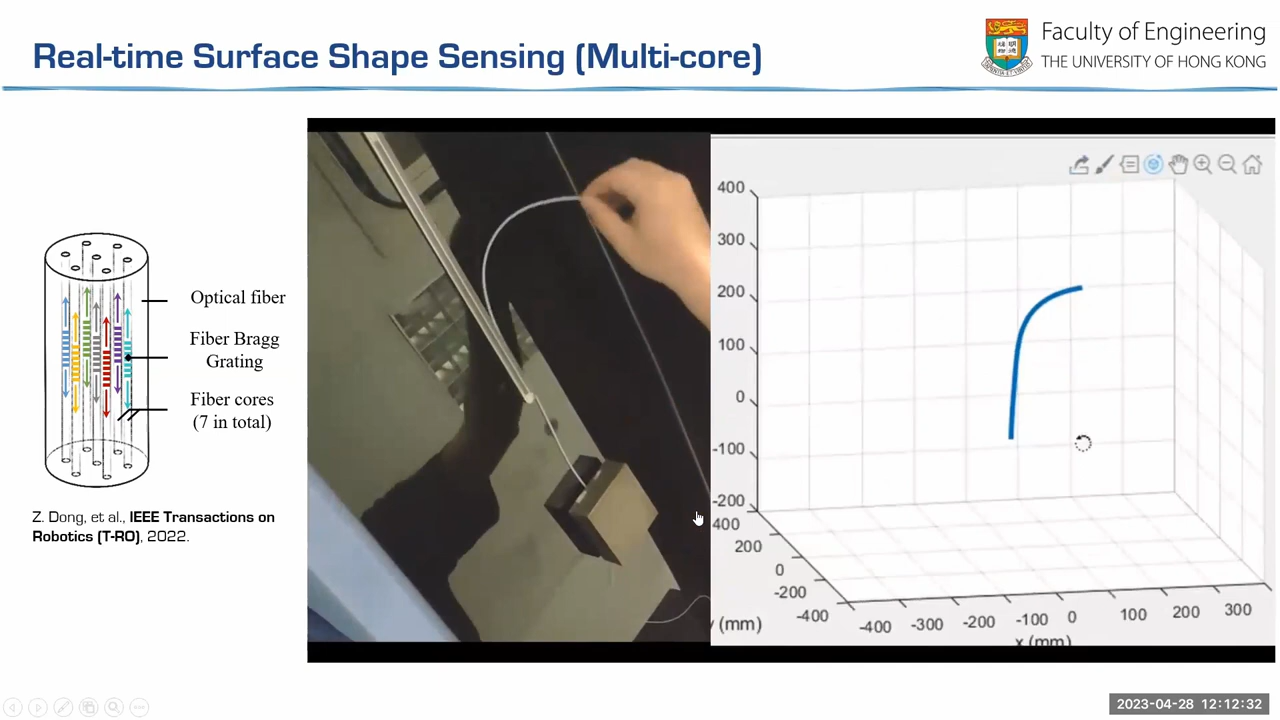 Real-time Surface Shape Sensing (Multi-core)
Faculty of Engineering
THE UNIVERSITY OF HONG KONG
Optical fiber
Fiber Bragg
Grating
Fiber cores
(7 in total)
Z. Dong, et al., IEEE Transactions on
Robotics (T-RO), 2022.
400
300
200
100
0
-100
-200
400
200
0
-200
-400
(mm)
-400 -300 -200 -100 0 100 200 300
x (mm)
2023-04-28 12:12:32